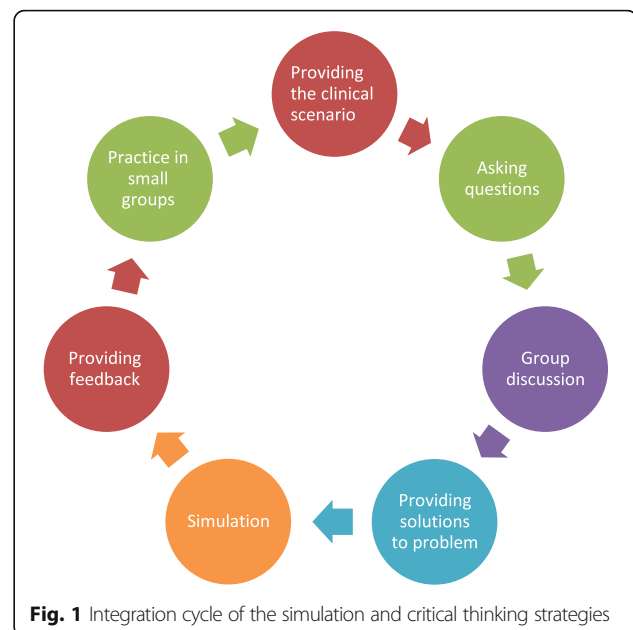 Providing
the clinical
scenario
Asking
questions
Group
discussion
Providing
solutions
to problem
Simulation
Providing
feedback
Practice in
small
groups
Fig. 1 Integration cycle of the simulation and critical thinking strategies